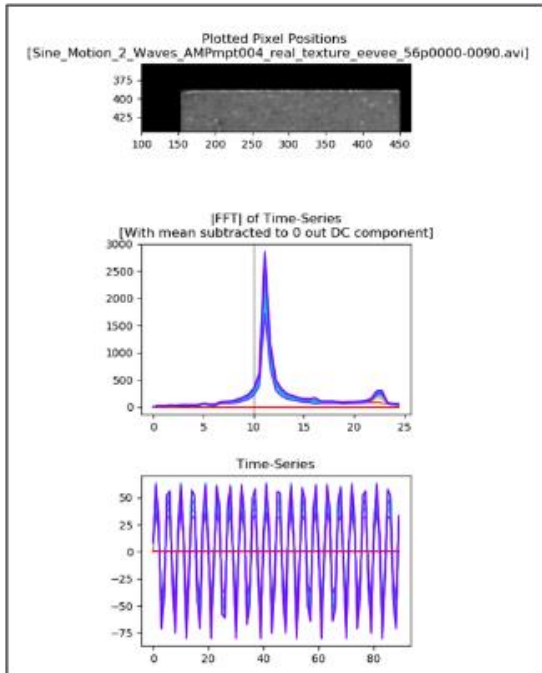 Plotted Pixel Positions
[Sine_Motion_2_Waves_AMPmpt004_real_texture_eevee_56p0000-0090.avi]
375
400
425
100 150 200 250 300 350 400 450
|FFT| of Time-Series
[With mean subtracted to 0 out DC component]
3000
2500
2000
1500
1000
500
0
0 5 10 15 20 25
Time-Series
50
25
0
−25
−50
−75
0 20 40 60 80